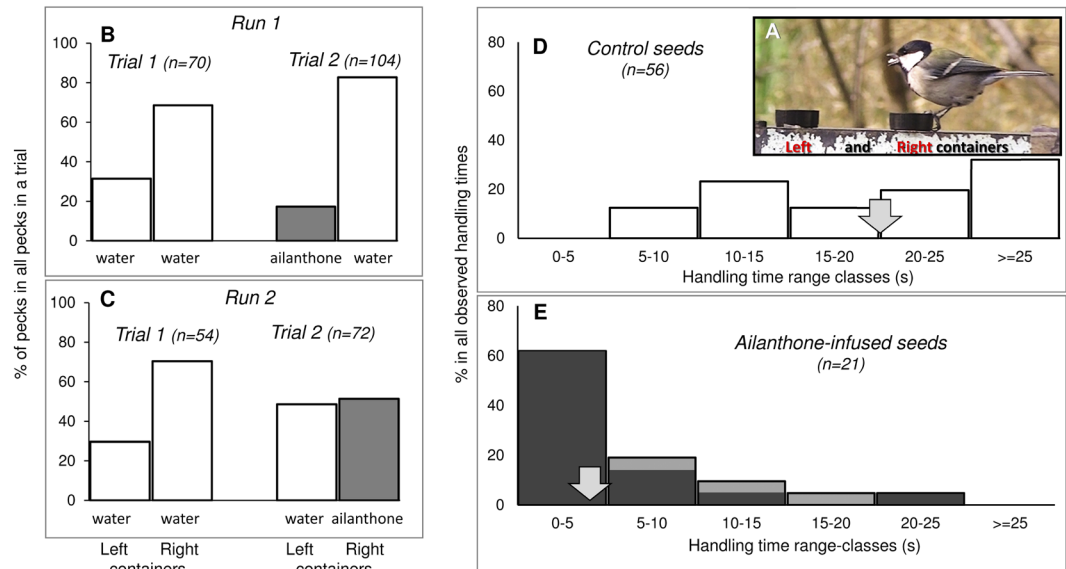 % of pecks in all pecks in a trial
B
Run 1
100
80
60
40
20
0
Trial 1 (n=70)
Trial 2 (n=104)
water
water
ailanthone
water
C
Run 2
100
80
60
40
20
0
Trial 1 (n=54)
Trial 2 (n=72)
water
water
water
ailanthone
Left
Right
Left
Right
containers
containers
% in all observed handling times
D
Control seeds
(n=56)
A
Left and Right containers
80
60
40
20
0
0-5
5-10
10-15
15-20
20-25
>=25
Handling time range classes (s)
E
Ailanthone-infused seeds
(n=21)
80
60
40
20
0
0-5
5-10
10-15
15-20
20-25
>=25
Handling time range-classes (s)